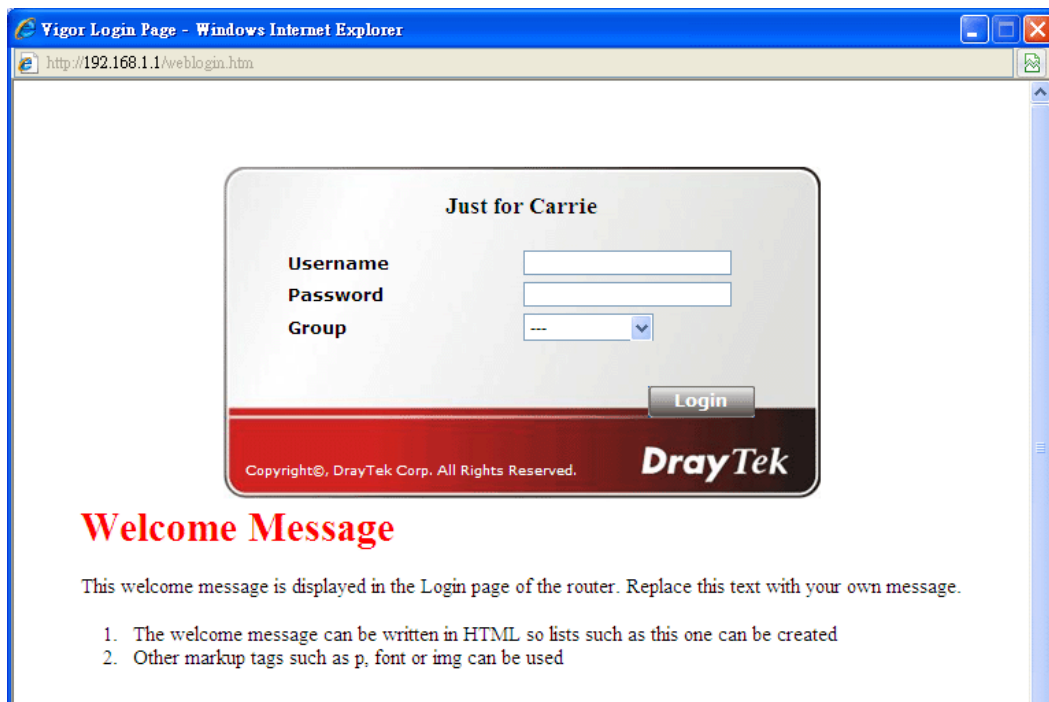 Vigor Login Page - Windows Internet Explorer
http://192.168.1.1/weblogin.htm
Just for Carrie
Username
Password
Group ---
Login
Copyright©, DrayTek Corp. All Rights Reserved.
DrayTek
Welcome Message
This welcome message is displayed in the Login page of the router. Replace this text with your own message.
1. The welcome message can be written in HTML so lists such as this one can be created
2. Other markup tags such as p, font or img can be used